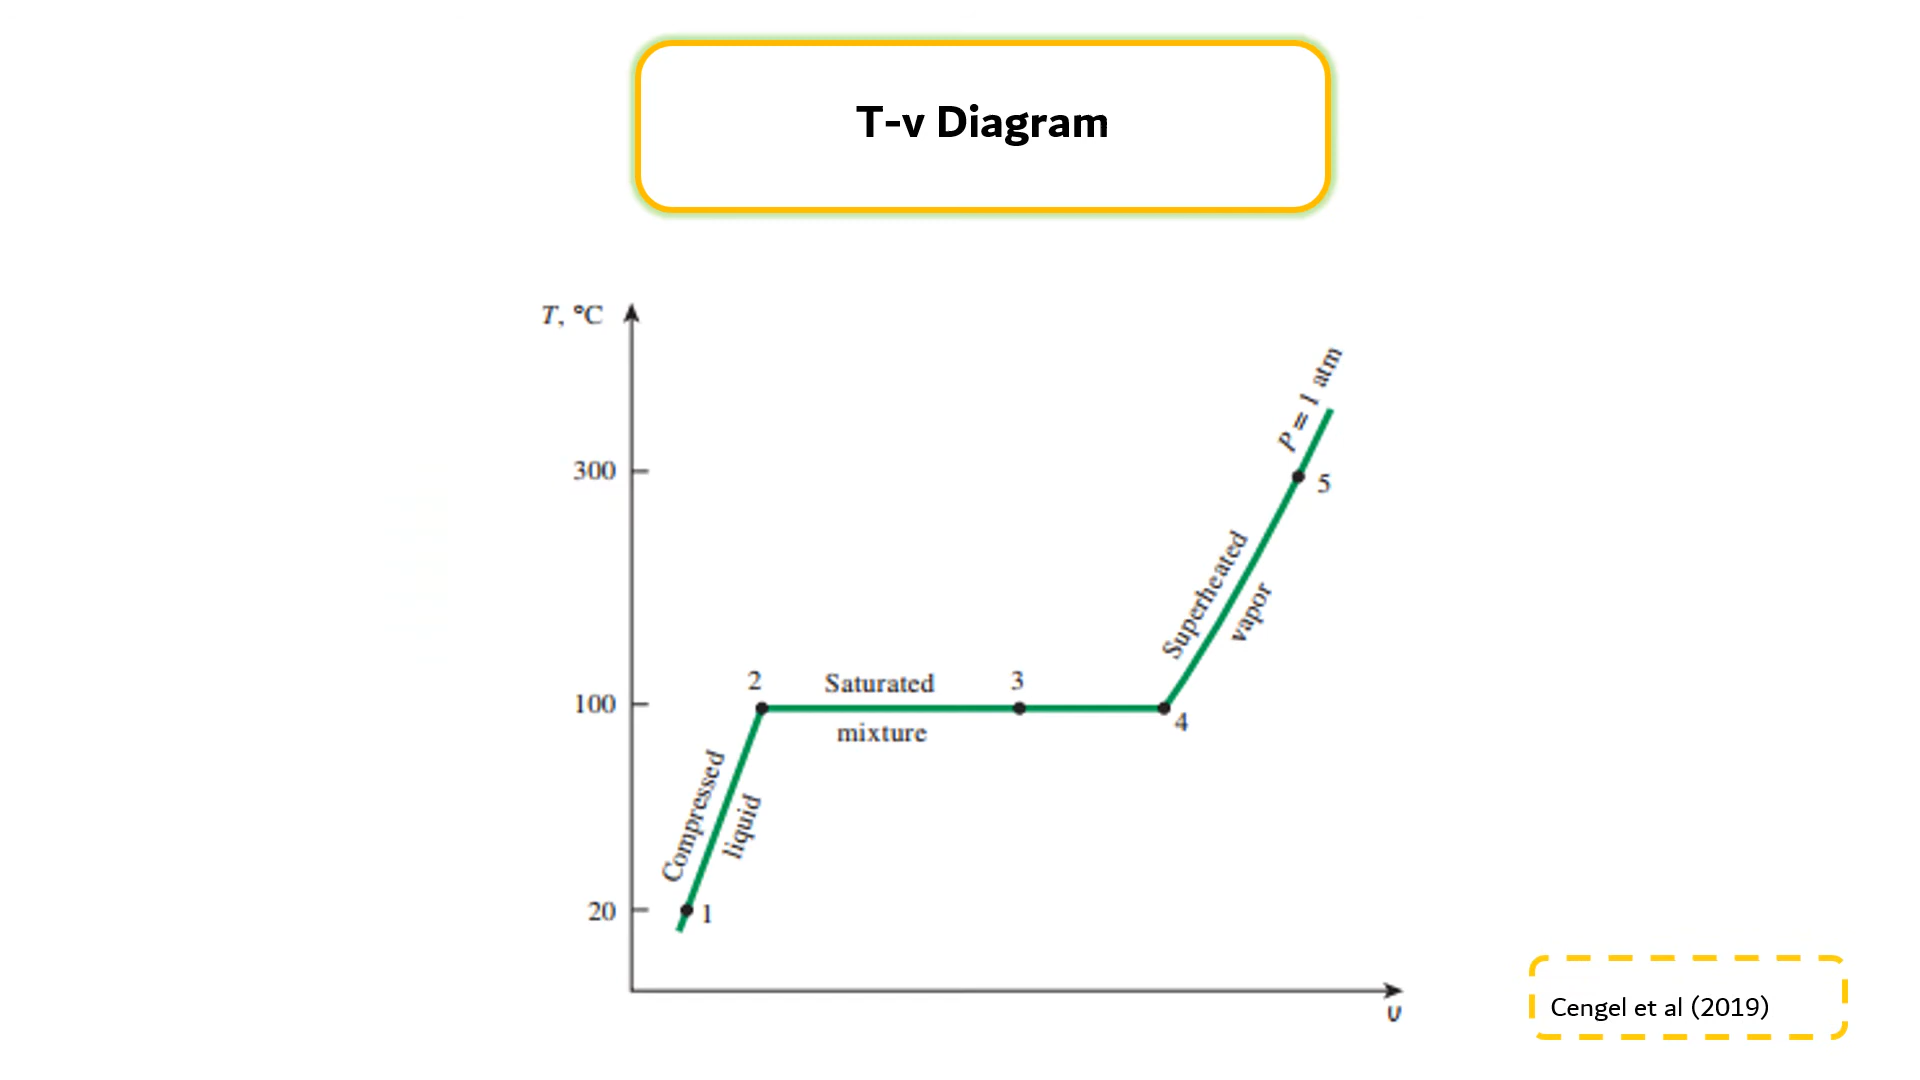 T-v Diagram
T, °C
P = 1 atm
300
5
Superheated
vapor
2
Saturated
3
100
mixture
4
Compressed
liquid
20
1
υ
Cengel et al (2019)